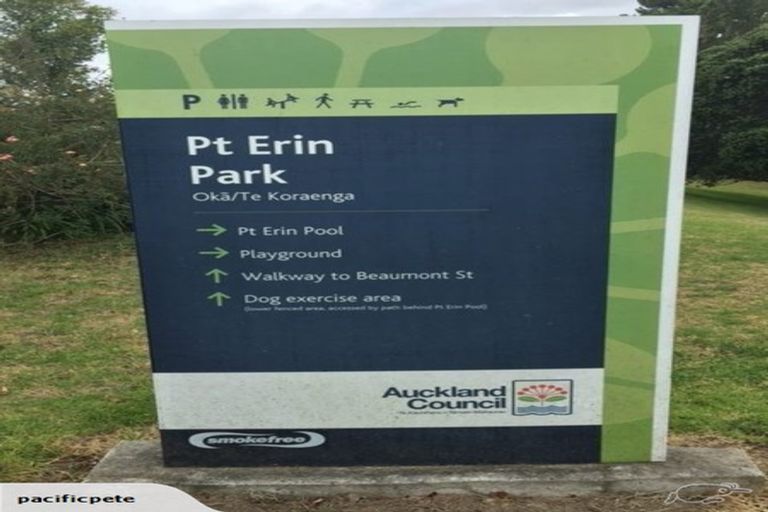 P
Pt Erin
Park
Okā/Te Koraenga
Pt Erin Pool
Playground
Walkway to Beaumont St
Dog exercise area
(lower fenced area, accessed by path behind Pt Erin Pool)
Auckland
Council
smokefree
pacificpete